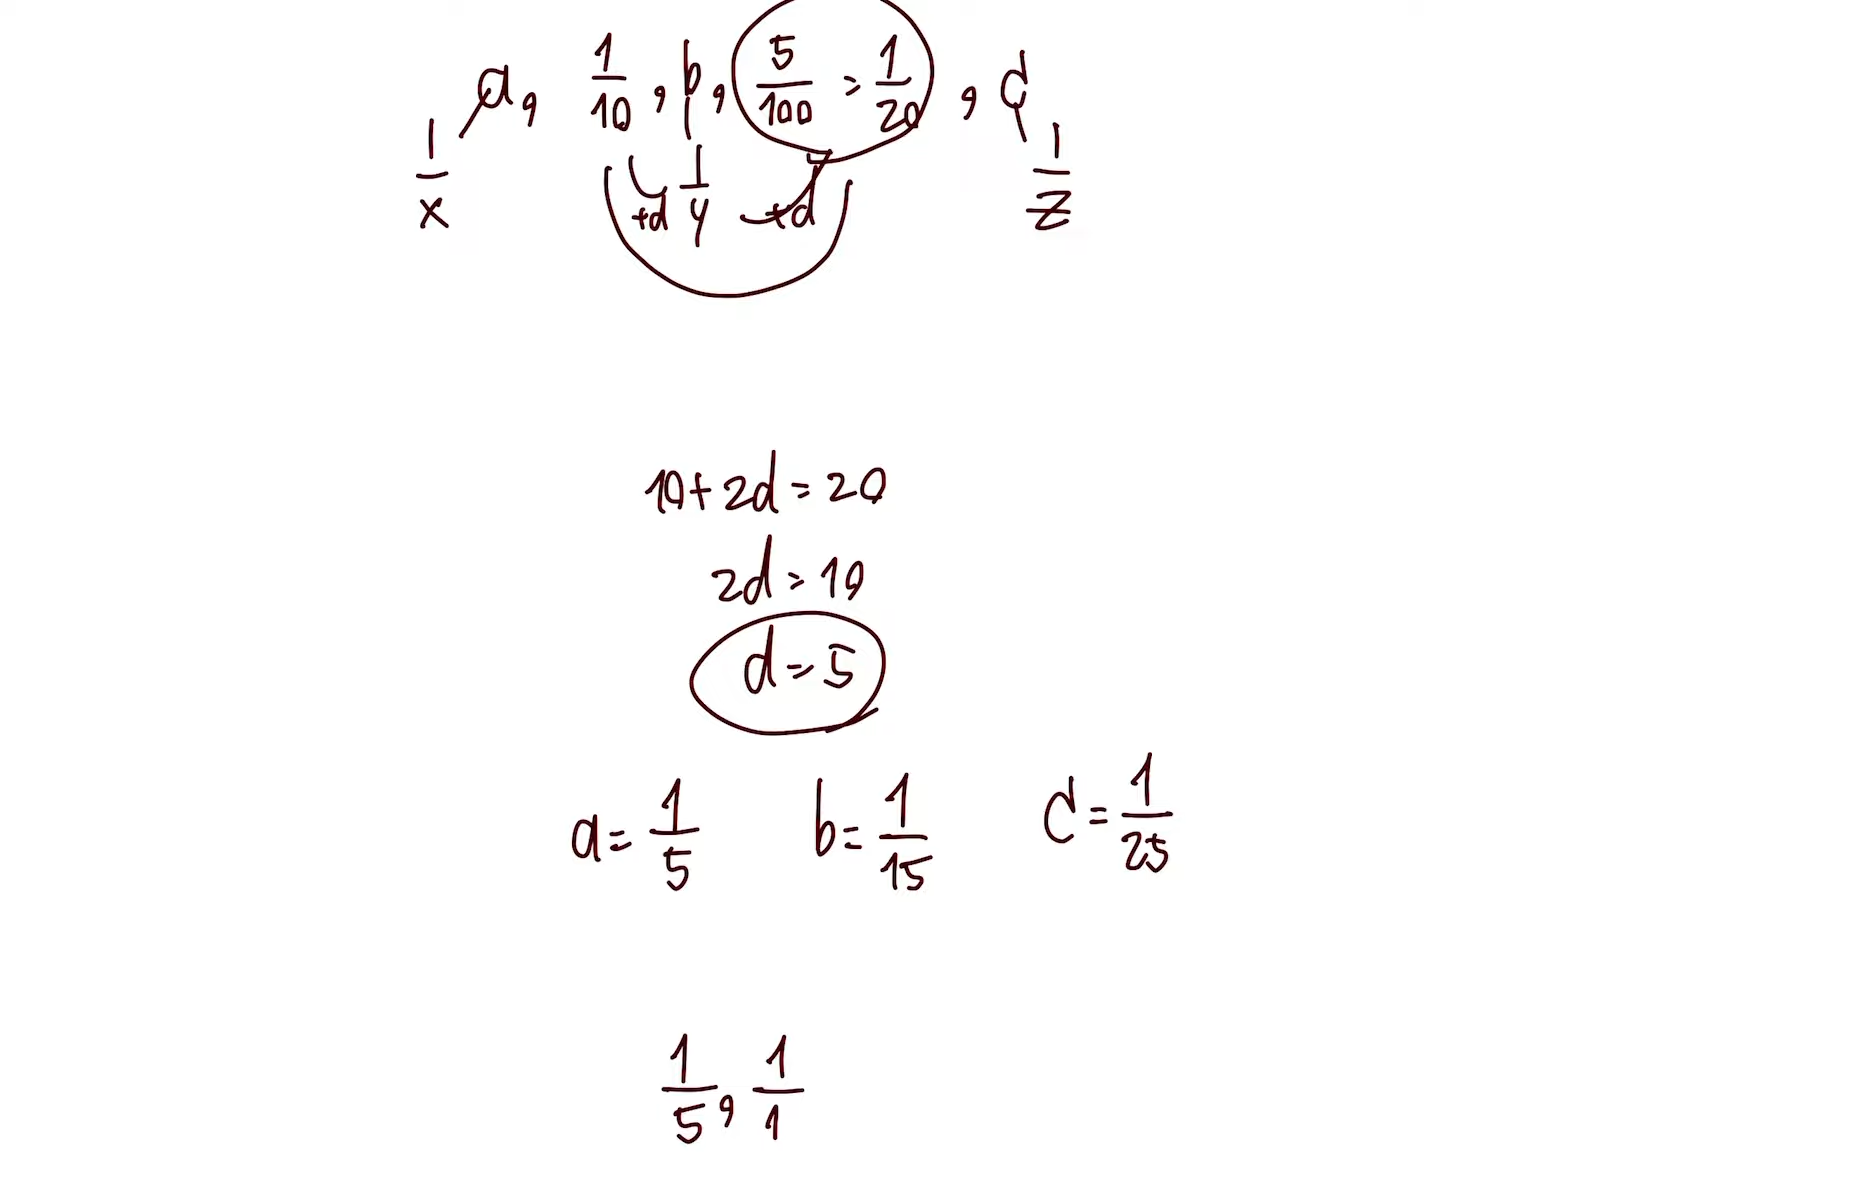 a, 1/10, b, 5/100 = 1/20, c
1/x +d 1/y +d 1/z
10+2d=20
2d=10
d=5
a=1/5 b=1/15 c=1/25
1/5, 1/1